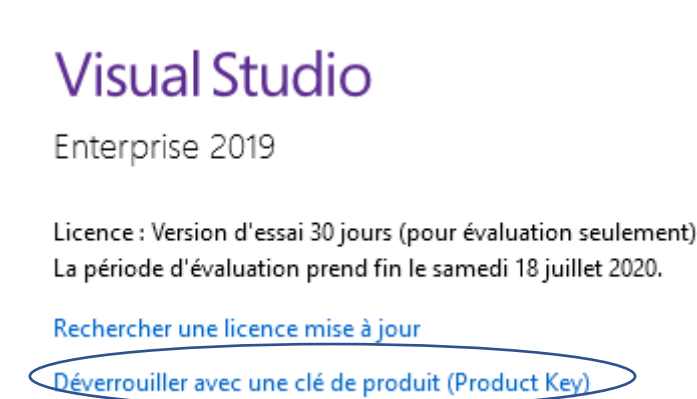 Visual Studio
Enterprise 2019
Licence : Version d'essai 30 jours (pour évaluation seulement)
La période d'évaluation prend fin le samedi 18 juillet 2020.
Rechercher une licence mise à jour
Déverrouiller avec une clé de produit (Product Key)